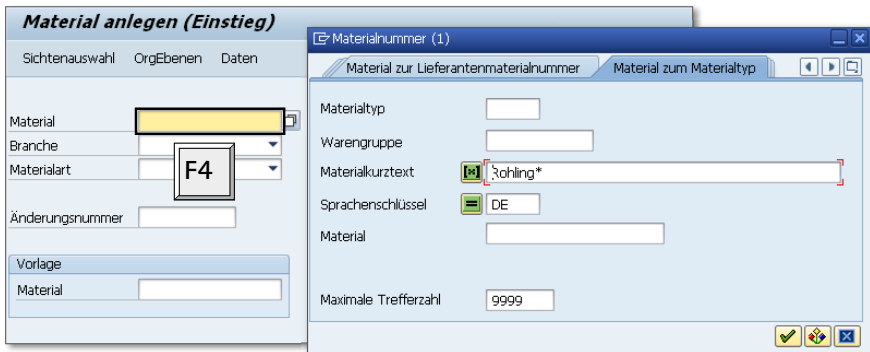 Material anlegen (Einstieg)
Sichtenauswahl OrgEbenen Daten
Material
Branche
Materialart
F4
Änderungsnummer
Vorlage
Material
Materialnummer (1)
Material zur Lieferantenmaterialnummer Material zum Materialtyp
Materialtyp
Warengruppe
Materialkurztext Rohling*
Sprachenschlüssel DE
Material
Maximale Trefferzahl 9999